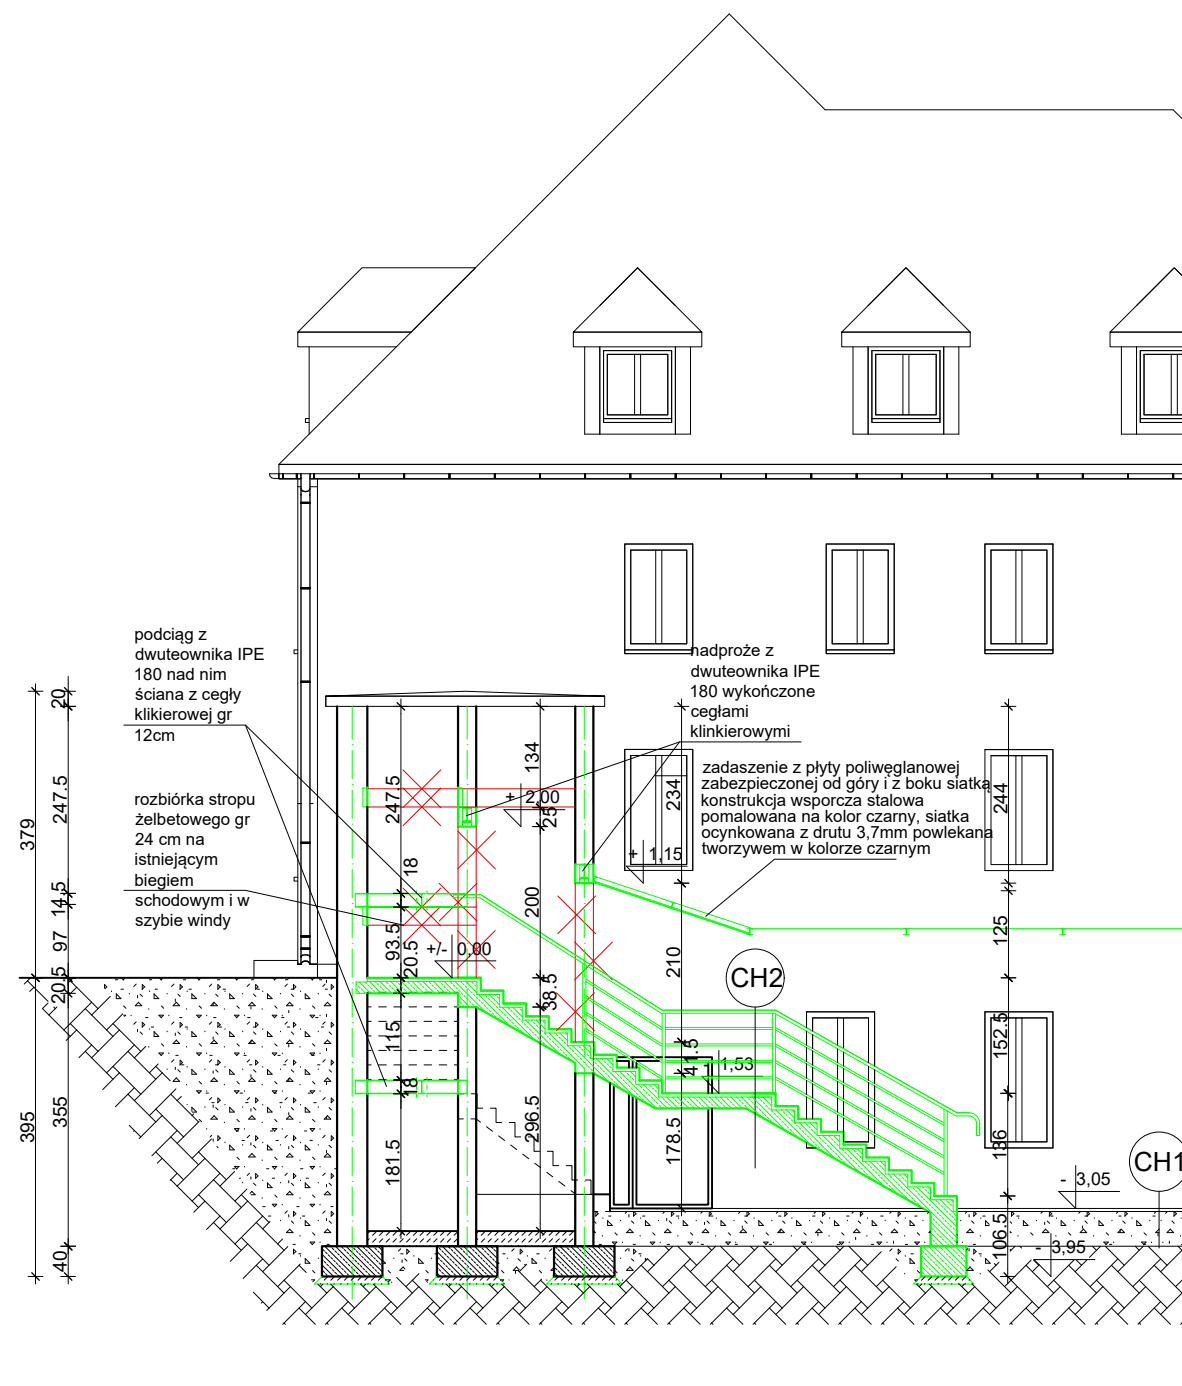 podciąg z
dwuteownika IPE
180 nad nim
ściana z cegły
klikierowej gr
12cm
rozbiórka stropu
żelbetowego gr
24 cm na
istniejącym
biegiem
schodowym i w
szybie windy
nadproże z
dwuteownika IPE
180 wykończone
cegłami
klinkierowymi
zadaszenie z płyty poliwęglanowej
zabezpieczonej od góry i z boku siatką
konstrukcja wsporcza stalowa
pomalowana na kolor czarny, siatka
ocynkowana z drutu 3,7mm powlekana
tworzywem w kolorze czarnym
379
395
20
247.5
14.5
97
20.5
355
40
247.5
18
93.5
20.5
115
18
181.5
134
25
200
38.5
296.5
234
210
41.5
178.5
244
125
152.5
136
106.5
+ 2,00
+ 1,15
+/- 0,00
- 1,53
- 3,05
- 3,95
CH2
CH1